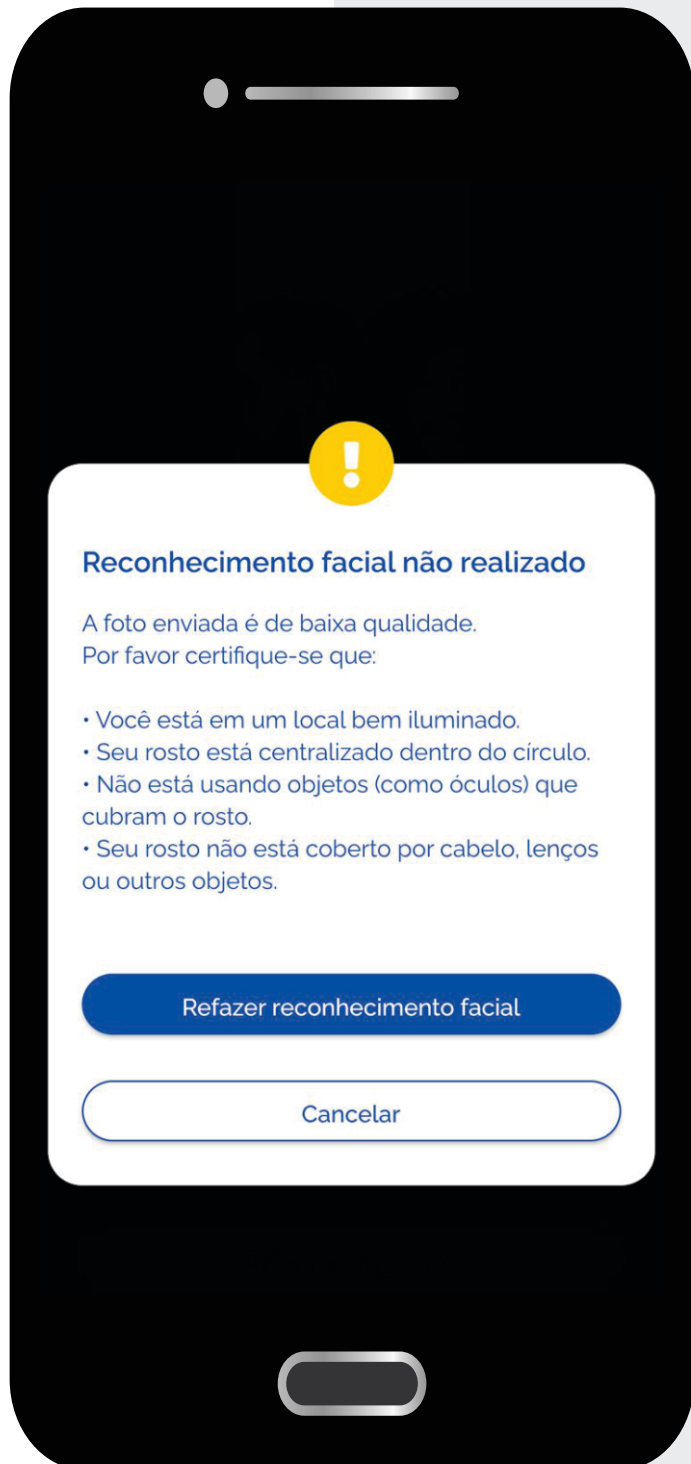 Reconhecimento facial não realizado
A foto enviada é de baixa qualidade.
Por favor certifique-se que:
• Você está em um local bem iluminado.
• Seu rosto está centralizado dentro do círculo.
• Não está usando objetos (como óculos) que
cubram o rosto.
• Seu rosto não está coberto por cabelo, lenços
ou outros objetos.
Refazer reconhecimento facial
Cancelar